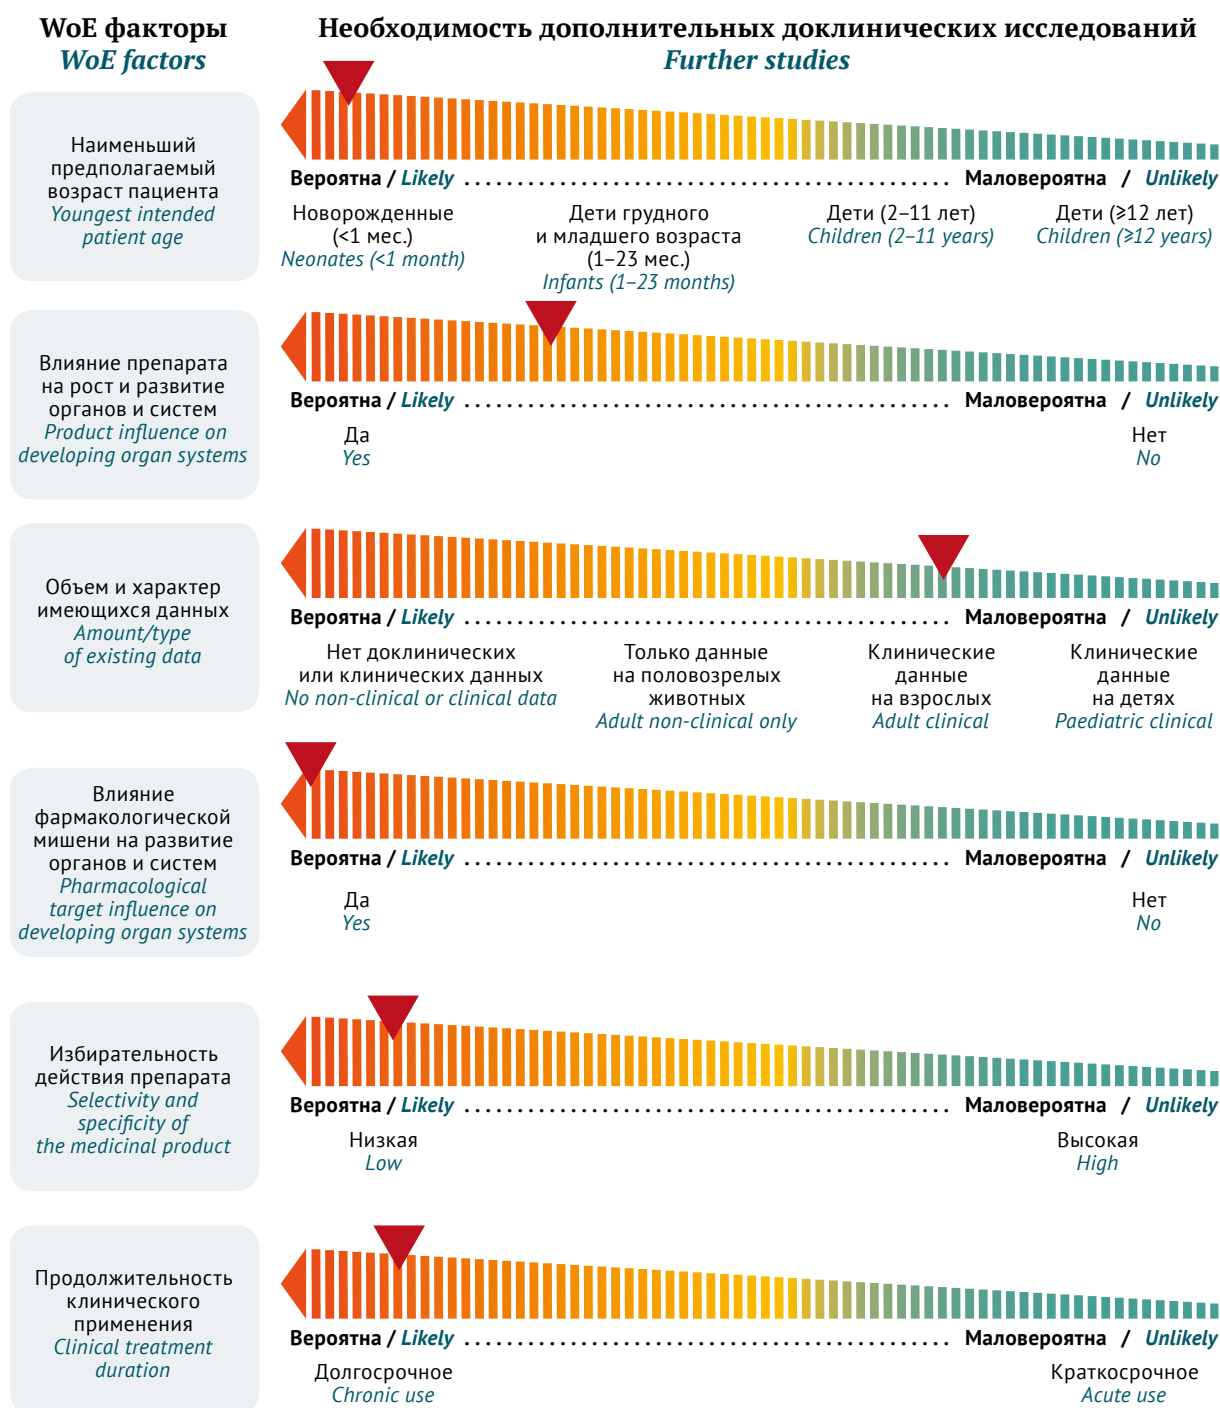 WoE факторы
WoE factors
Необходимость дополнительных доклинических исследований
Further studies
Наименьший
предполагаемый
возраст пациента
Youngest intended
patient age
Вероятна / Likely ................................................ Маловероятна / Unlikely
Новорожденные
(<1 мес.)
Neonates (<1 month)
Дети грудного
и младшего возраста
(1–23 мес.)
Infants (1–23 months)
Дети (2–11 лет)
Children (2–11 years)
Дети (⩾12 лет)
Children (⩾12 years)
Влияние препарата
на рост и развитие
органов и систем
Product influence on
developing organ systems
Вероятна / Likely ................................................ Маловероятна / Unlikely
Да
Yes
Нет
No
Объем и характер
имеющихся данных
Amount/type
of existing data
Вероятна / Likely ................................................ Маловероятна / Unlikely
Нет доклинических
или клинических данных
No non-clinical or clinical data
Только данные
на половозрелых
животных
Adult non-clinical only
Клинические
данные
на взрослых
Adult clinical
Клинические
данные
на детях
Paediatric clinical
Влияние
фармакологической
мишени на развитие
органов и систем
Pharmacological
target influence on
developing organ systems
Вероятна / Likely ................................................ Маловероятна / Unlikely
Да
Yes
Нет
No
Избирательность
действия препарата
Selectivity and
specificity of
the medicinal product
Вероятна / Likely ................................................ Маловероятна / Unlikely
Низкая
Low
Высокая
High
Продолжительность
клинического
применения
Clinical treatment
duration
Вероятна / Likely ................................................ Маловероятна / Unlikely
Долгосрочное
Chronic use
Краткосрочное
Acute use